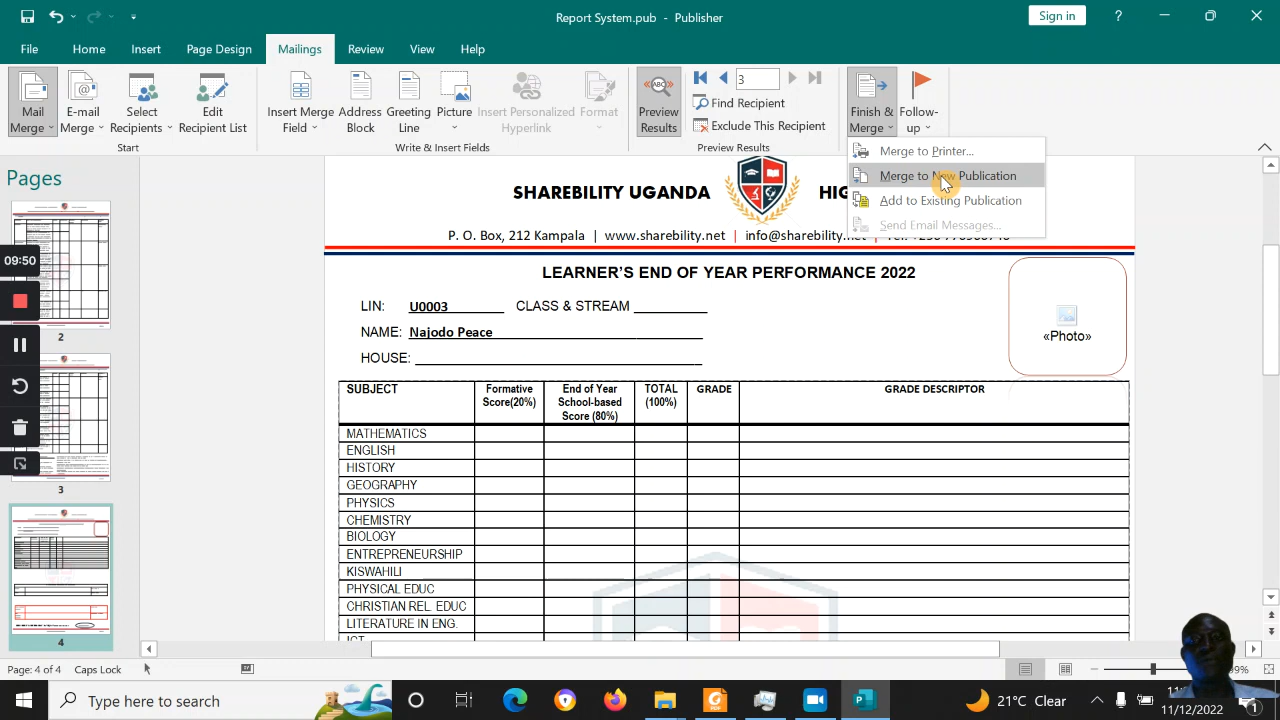 Report System.pub - Publisher
Sign in
?
File Home Insert Page Design Mailings Review View Help
Mail Merge
E-mail Merge
Select Recipients
Edit Recipient List
Start
Insert Merge Field
Address Block
Greeting Line
Picture
Insert Personalized Hyperlink
Format
Write & Insert Fields
ABC
Preview Results
3
Find Recipient
Exclude This Recipient
Preview Results
Finish & Merge
Follow-up
Merge to Printer...
Merge to New Publication
Add to Existing Publication
Send Email Messages...
Pages
09:50
2
3
4
SHAREBILITY UGANDA
P. O. Box, 212 Kampala | www.sharebility.net | info@sharebility.net
LEARNER'S END OF YEAR PERFORMANCE 2022
LIN: U0003 CLASS & STREAM
NAME: Najodo Peace
HOUSE:
«Photo»
SUBJECT
Formative Score(20%)
End of Year School-based Score (80%)
TOTAL (100%)
GRADE
GRADE DESCRIPTOR
MATHEMATICS
ENGLISH
HISTORY
GEOGRAPHY
PHYSICS
CHEMISTRY
BIOLOGY
ENTREPRENEURSHIP
KISWAHILI
PHYSICAL EDUC
CHRISTIAN REL. EDUC
LITERATURE IN ENG.
ICT
Page: 4 of 4 Caps Lock
Type here to search
21°C Clear
11/12/2022
1